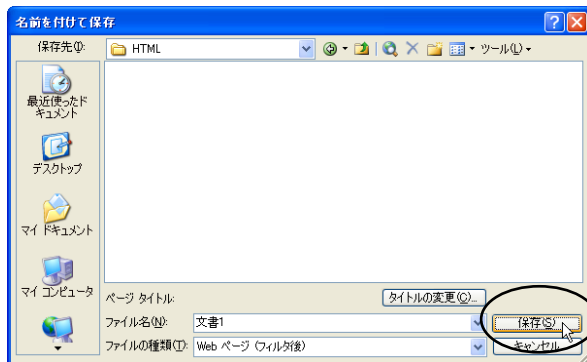 名前を付けて保存
保存先(I):
HTML
ツール(L)
最近使ったド
キュメント
デスクトップ
マイ ドキュメント
マイ コンピュータ
ページ タイトル:
タイトルの変更(C)...
ファイル名(N):
文書1
保存(S)
ファイルの種類(T):
Web ページ (フィルタ後)
キャンセル